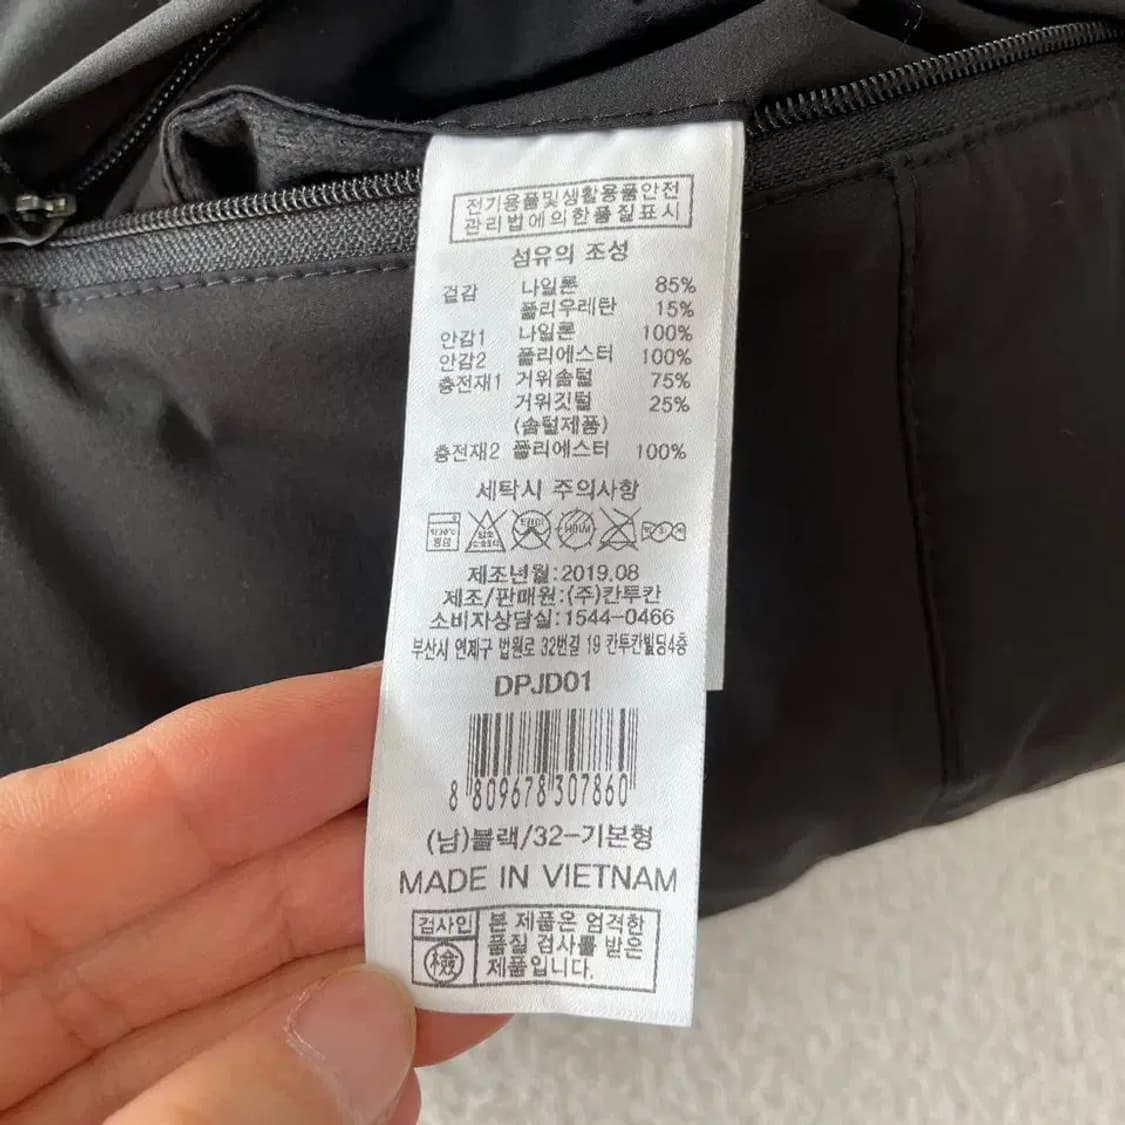 전기용품및생활용품안전
관리법에의한품질표시
섬유의 조성
겉감 나일론 85%
폴리우레탄 15%
안감1 나일론 100%
안감2 폴리에스터 100%
충전재1 거위솜털 75%
거위깃털 25%
(솜털제품)
충전재2 폴리에스터 100%
세탁시 주의사항
제조년월:2019.08
제조/판매원:(주)칸투칸
소비자상담실:1544-0466
부산시 연제구 법원로 32번길 19 칸투칸빌딩4층
DPJD01
8 809678 307860
(남)블랙/32-기본형
MADE IN VIETNAM
검사인
檢
본 제품은 엄격한
품질 검사를 받은
제품입니다.